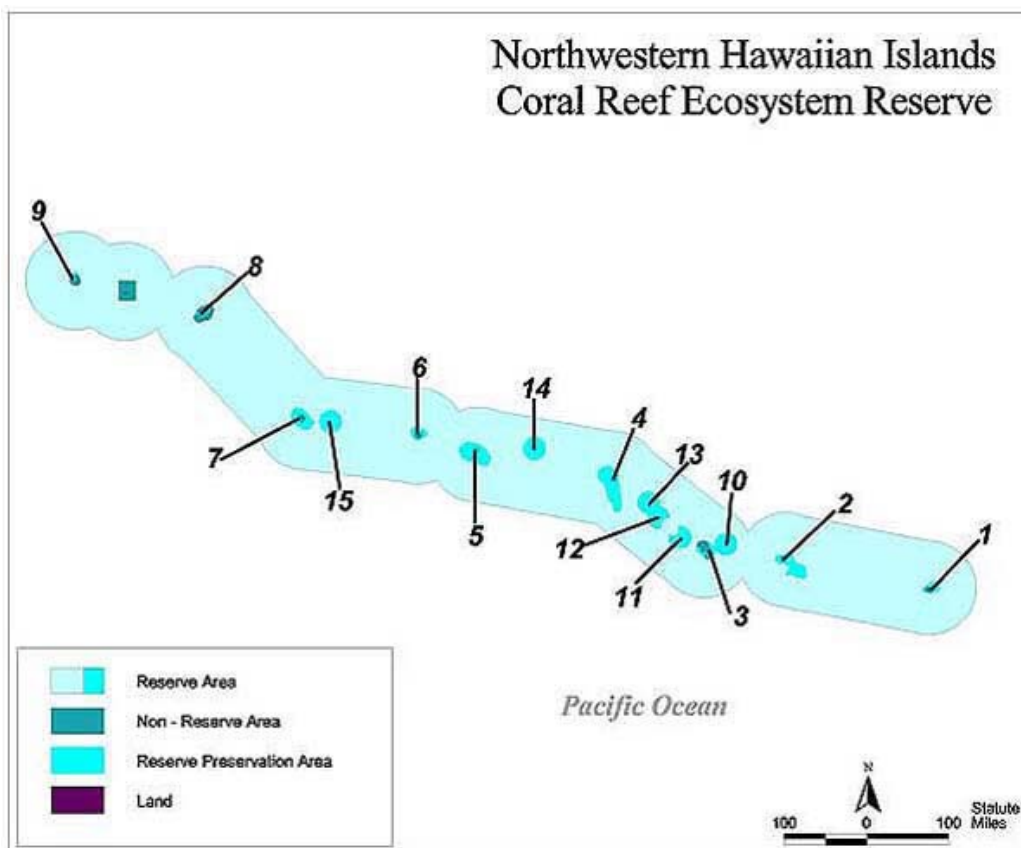 Northwestern Hawaiian Islands
Coral Reef Ecosystem Reserve
9
8
6
14
4
13
10
2
1
7
15
5
12
11
3
Reserve Area
Non - Reserve Area
Reserve Preservation Area
Land
Pacific Ocean
N
100 0 100
Statute
Miles